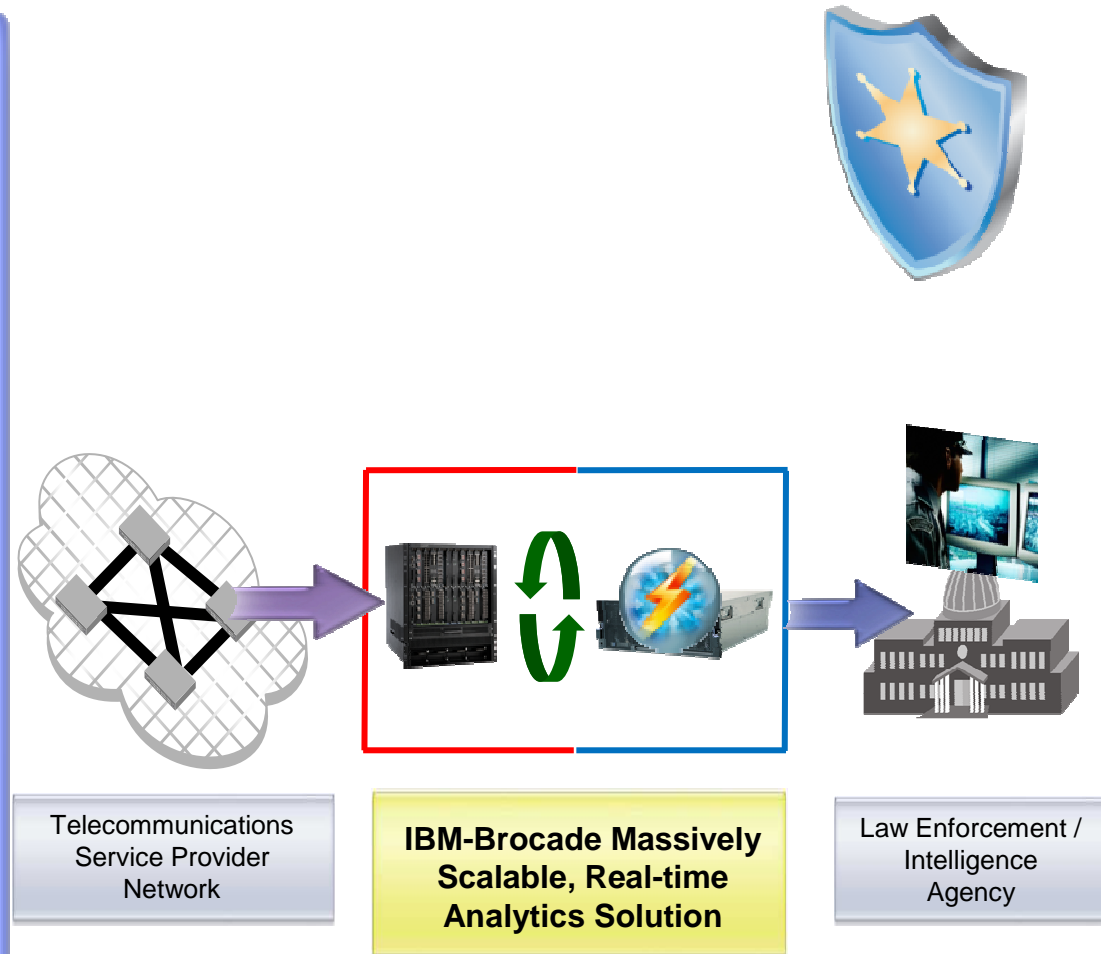 Telecommunications
Service Provider
Network
IBM-Brocade Massively
Scalable, Real-time
Analytics Solution
Law Enforcement /
Intelligence
Agency